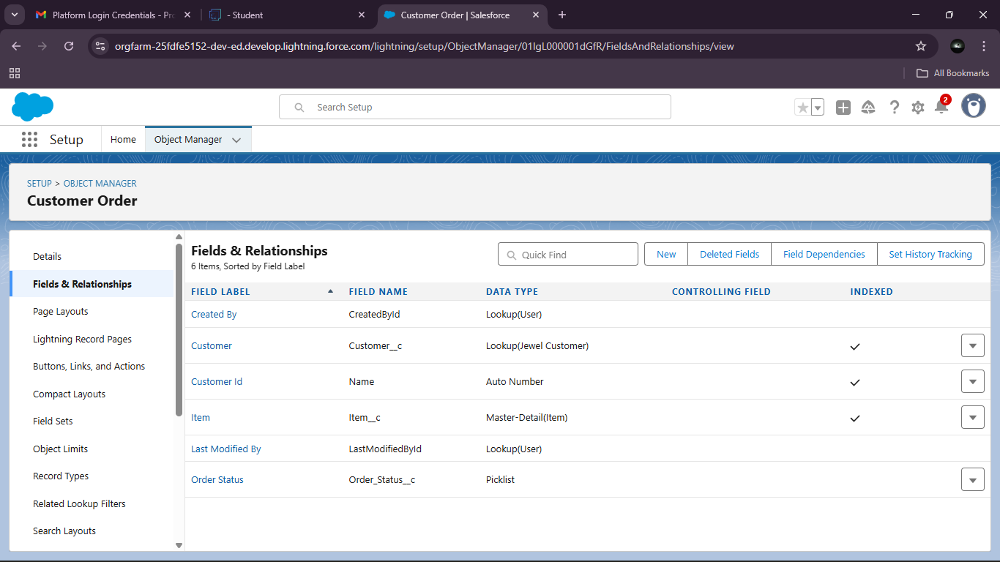 Platform Login Credentials - Pro
- Student
Customer Order | Salesforce
orgfarm-25fdfe5152-dev-ed.develop.lightning.force.com/lightning/setup/ObjectManager/01IgL000001dGfR/FieldsAndRelationships/view
All Bookmarks
Search Setup
2
Setup
Home
Object Manager
SETUP > OBJECT MANAGER
Customer Order
Details
Fields & Relationships
Page Layouts
Lightning Record Pages
Buttons, Links, and Actions
Compact Layouts
Field Sets
Object Limits
Record Types
Related Lookup Filters
Search Layouts
Fields & Relationships
6 Items, Sorted by Field Label
Quick Find
New
Deleted Fields
Field Dependencies
Set History Tracking
FIELD LABEL FIELD NAME DATA TYPE CONTROLLING FIELD INDEXED
Created By CreatedById Lookup(User)
Customer Customer__c Lookup(Jewel Customer)
Customer Id Name Auto Number
Item Item__c Master-Detail(Item)
Last Modified By LastModifiedById Lookup(User)
Order Status Order_Status__c Picklist